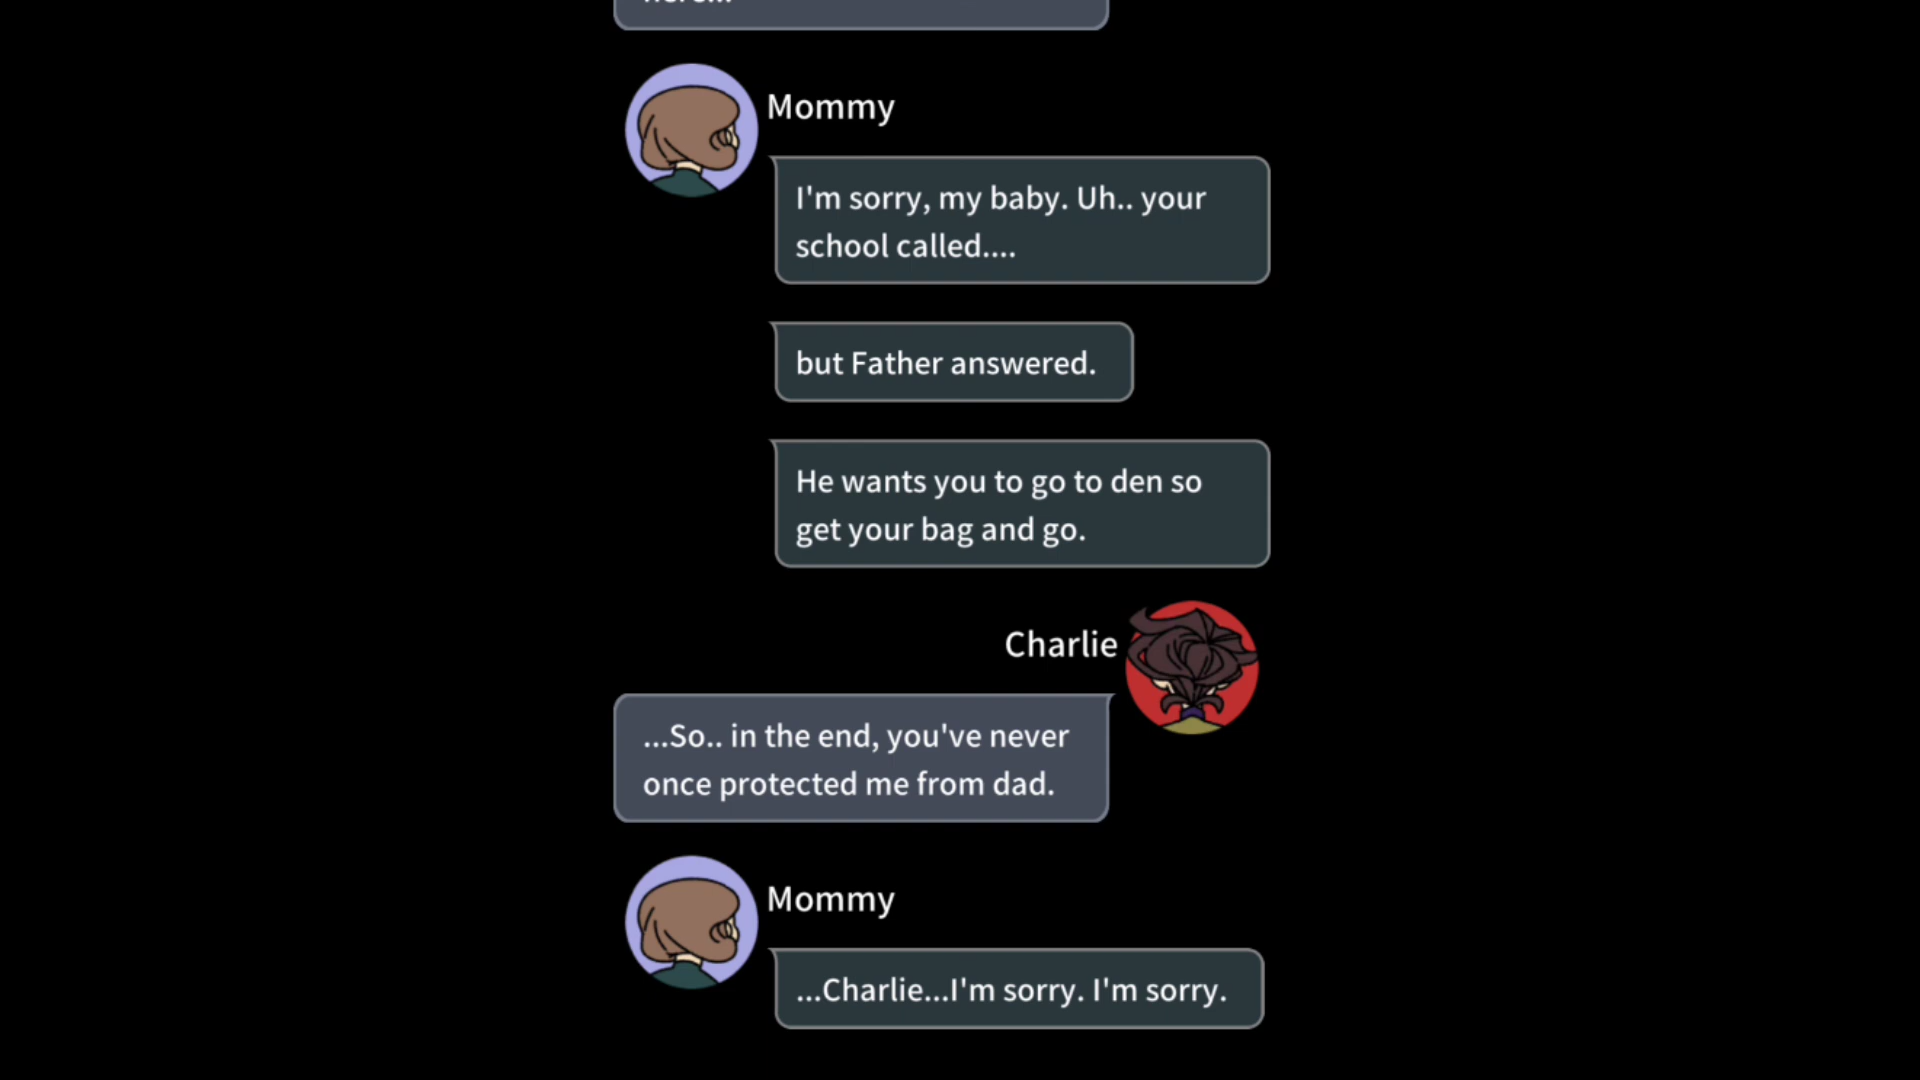 Mommy
I'm sorry, my baby. Uh.. your
school called....
but Father answered.
He wants you to go to den so
get your bag and go.
Charlie
...So.. in the end, you've never
once protected me from dad.
Mommy
...Charlie...I'm sorry. I'm sorry.